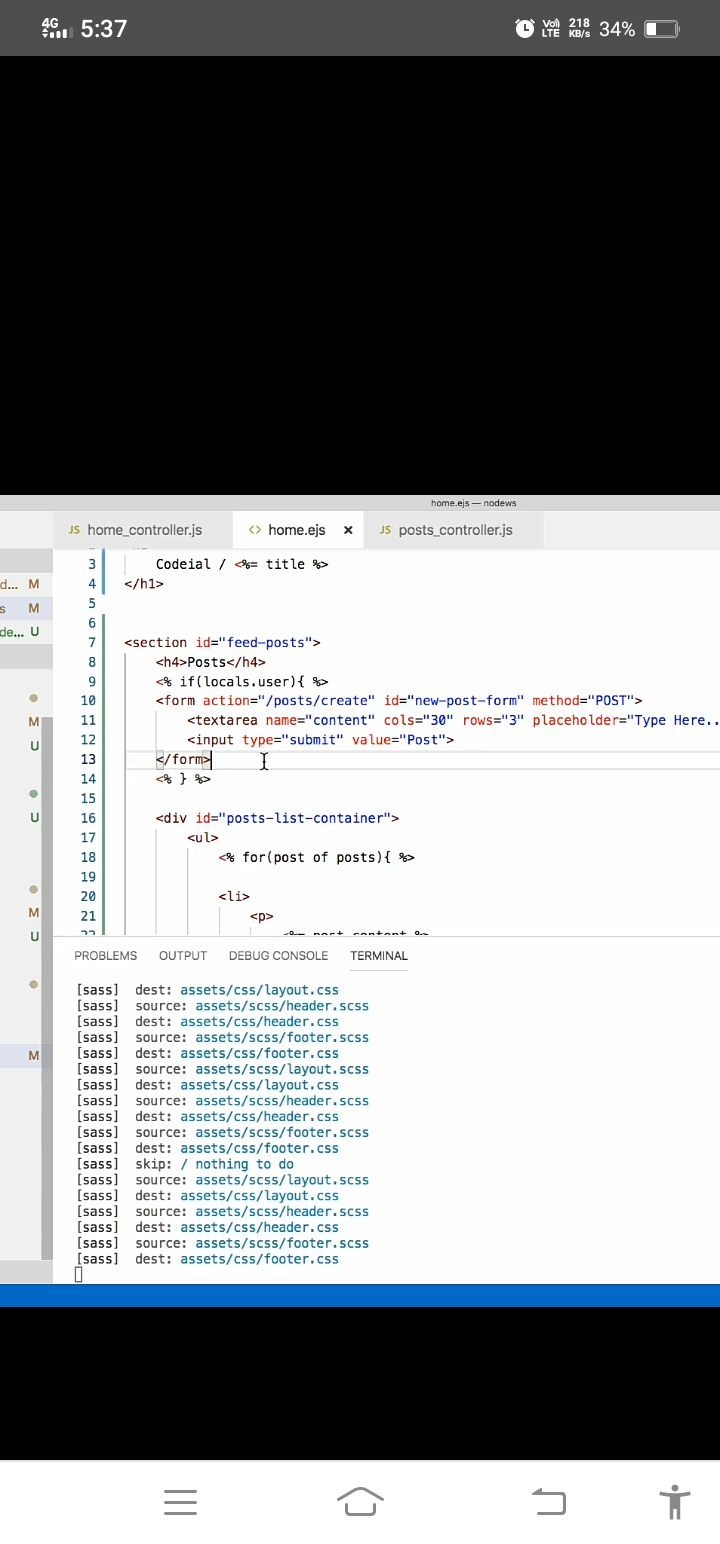 4G 5:37 Vo) LTE 218 KB/s 34%
home.ejs — nodews
JS home_controller.js <> home.ejs × JS posts_controller.js
3 Codeial / <%= title %>
d... M
4 </h1>
s M
5
de... U
6
7 <section id="feed-posts">
8 <h4>Posts</h4>
9 <% if(locals.user){ %>
10 <form action="/posts/create" id="new-post-form" method="POST">
M
11 <textarea name="content" cols="30" rows="3" placeholder="Type Here..
12 <input type="submit" value="Post">
U
13 </form>
14 <% } %>
15
16 <div id="posts-list-container">
U
17 <ul>
18 <% for(post of posts){ %>
19
20 <li>
M
21 <p>
U
22 <%= post.content %>
PROBLEMS OUTPUT DEBUG CONSOLE TERMINAL
[sass] dest: assets/css/layout.css
[sass] source: assets/scss/header.scss
[sass] dest: assets/css/header.css
[sass] source: assets/scss/footer.scss
[sass] dest: assets/css/footer.css
M
[sass] source: assets/scss/layout.scss
[sass] dest: assets/css/layout.css
[sass] source: assets/scss/header.scss
[sass] dest: assets/css/header.css
[sass] source: assets/scss/footer.scss
[sass] dest: assets/css/footer.css
[sass] skip: / nothing to do
[sass] source: assets/scss/layout.scss
[sass] dest: assets/css/layout.css
[sass] source: assets/scss/header.scss
[sass] dest: assets/css/header.css
[sass] source: assets/scss/footer.scss
[sass] dest: assets/css/footer.css